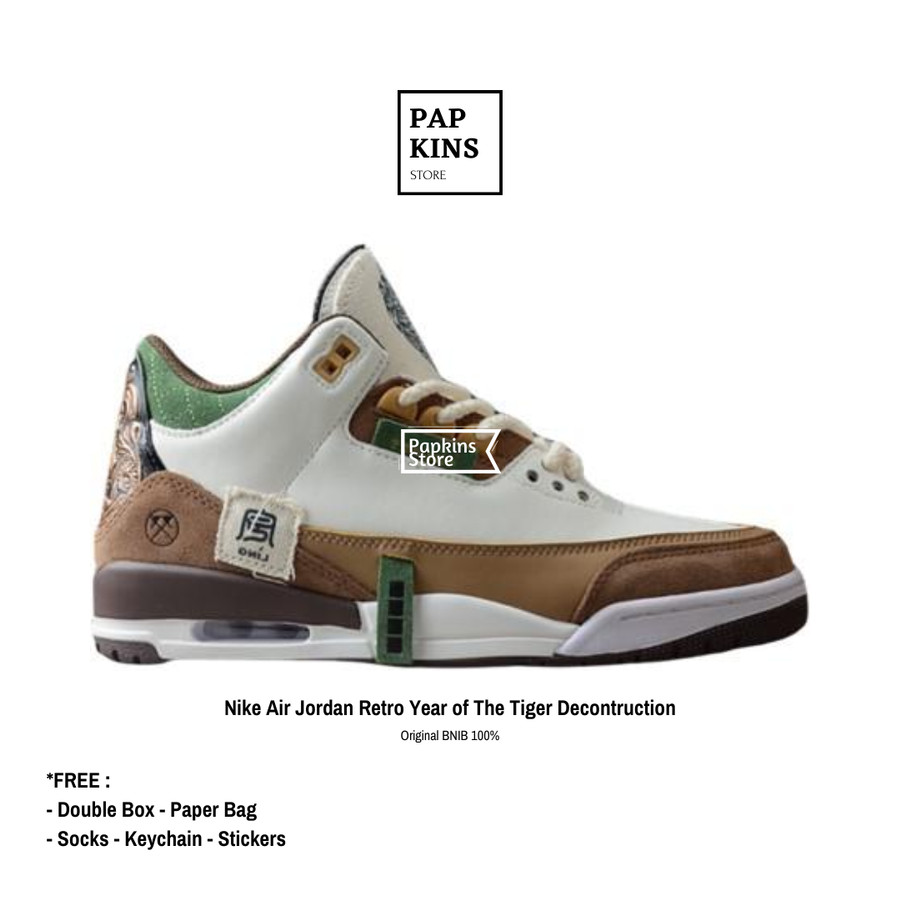 PAP
KINS
STORE
Papkins
Store
Nike Air Jordan Retro Year of The Tiger Decontruction
Original BNIB 100%
*FREE :
- Double Box - Paper Bag
- Socks - Keychain - Stickers